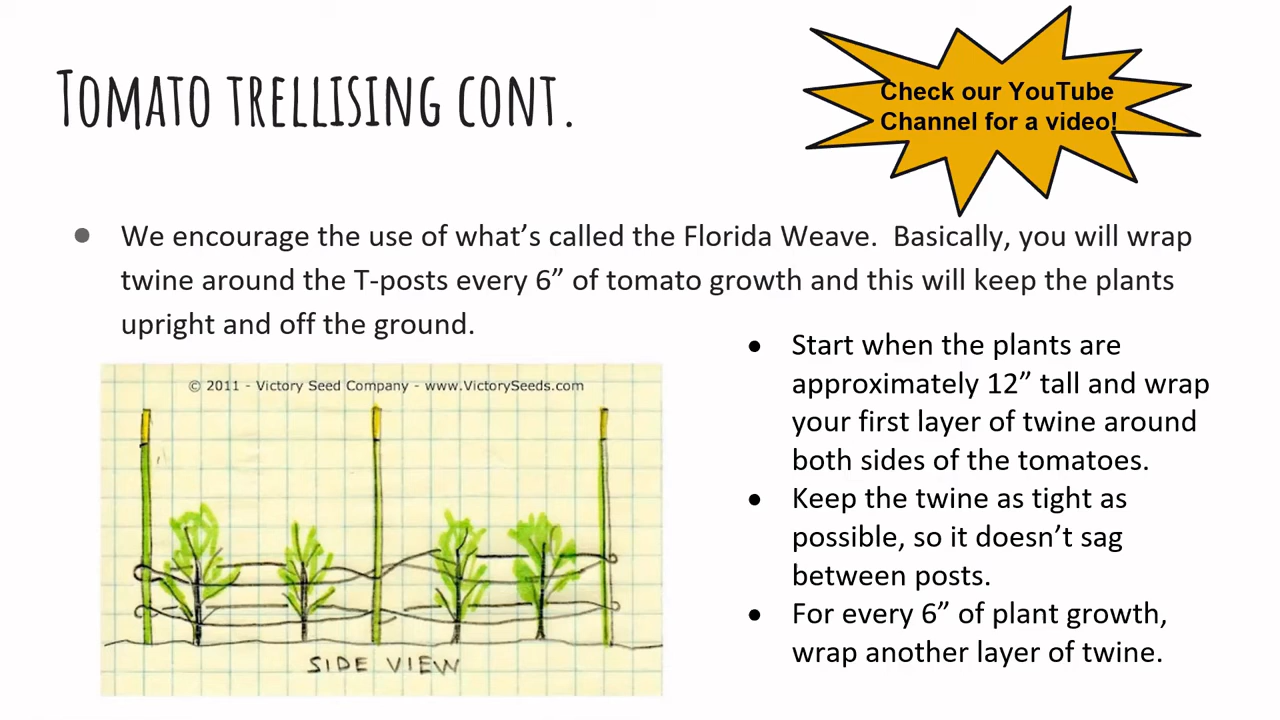 Tomato trellising cont.
Check our YouTube
Channel for a video!
● We encourage the use of what’s called the Florida Weave.  Basically, you will wrap
twine around the T-posts every 6” of tomato growth and this will keep the plants
upright and off the ground.
© 2011 - Victory Seed Company - www.VictorySeeds.com
SIDE VIEW
● Start when the plants are
approximately 12” tall and wrap
your first layer of twine around
both sides of the tomatoes.
● Keep the twine as tight as
possible, so it doesn’t sag
between posts.
● For every 6” of plant growth,
wrap another layer of twine.